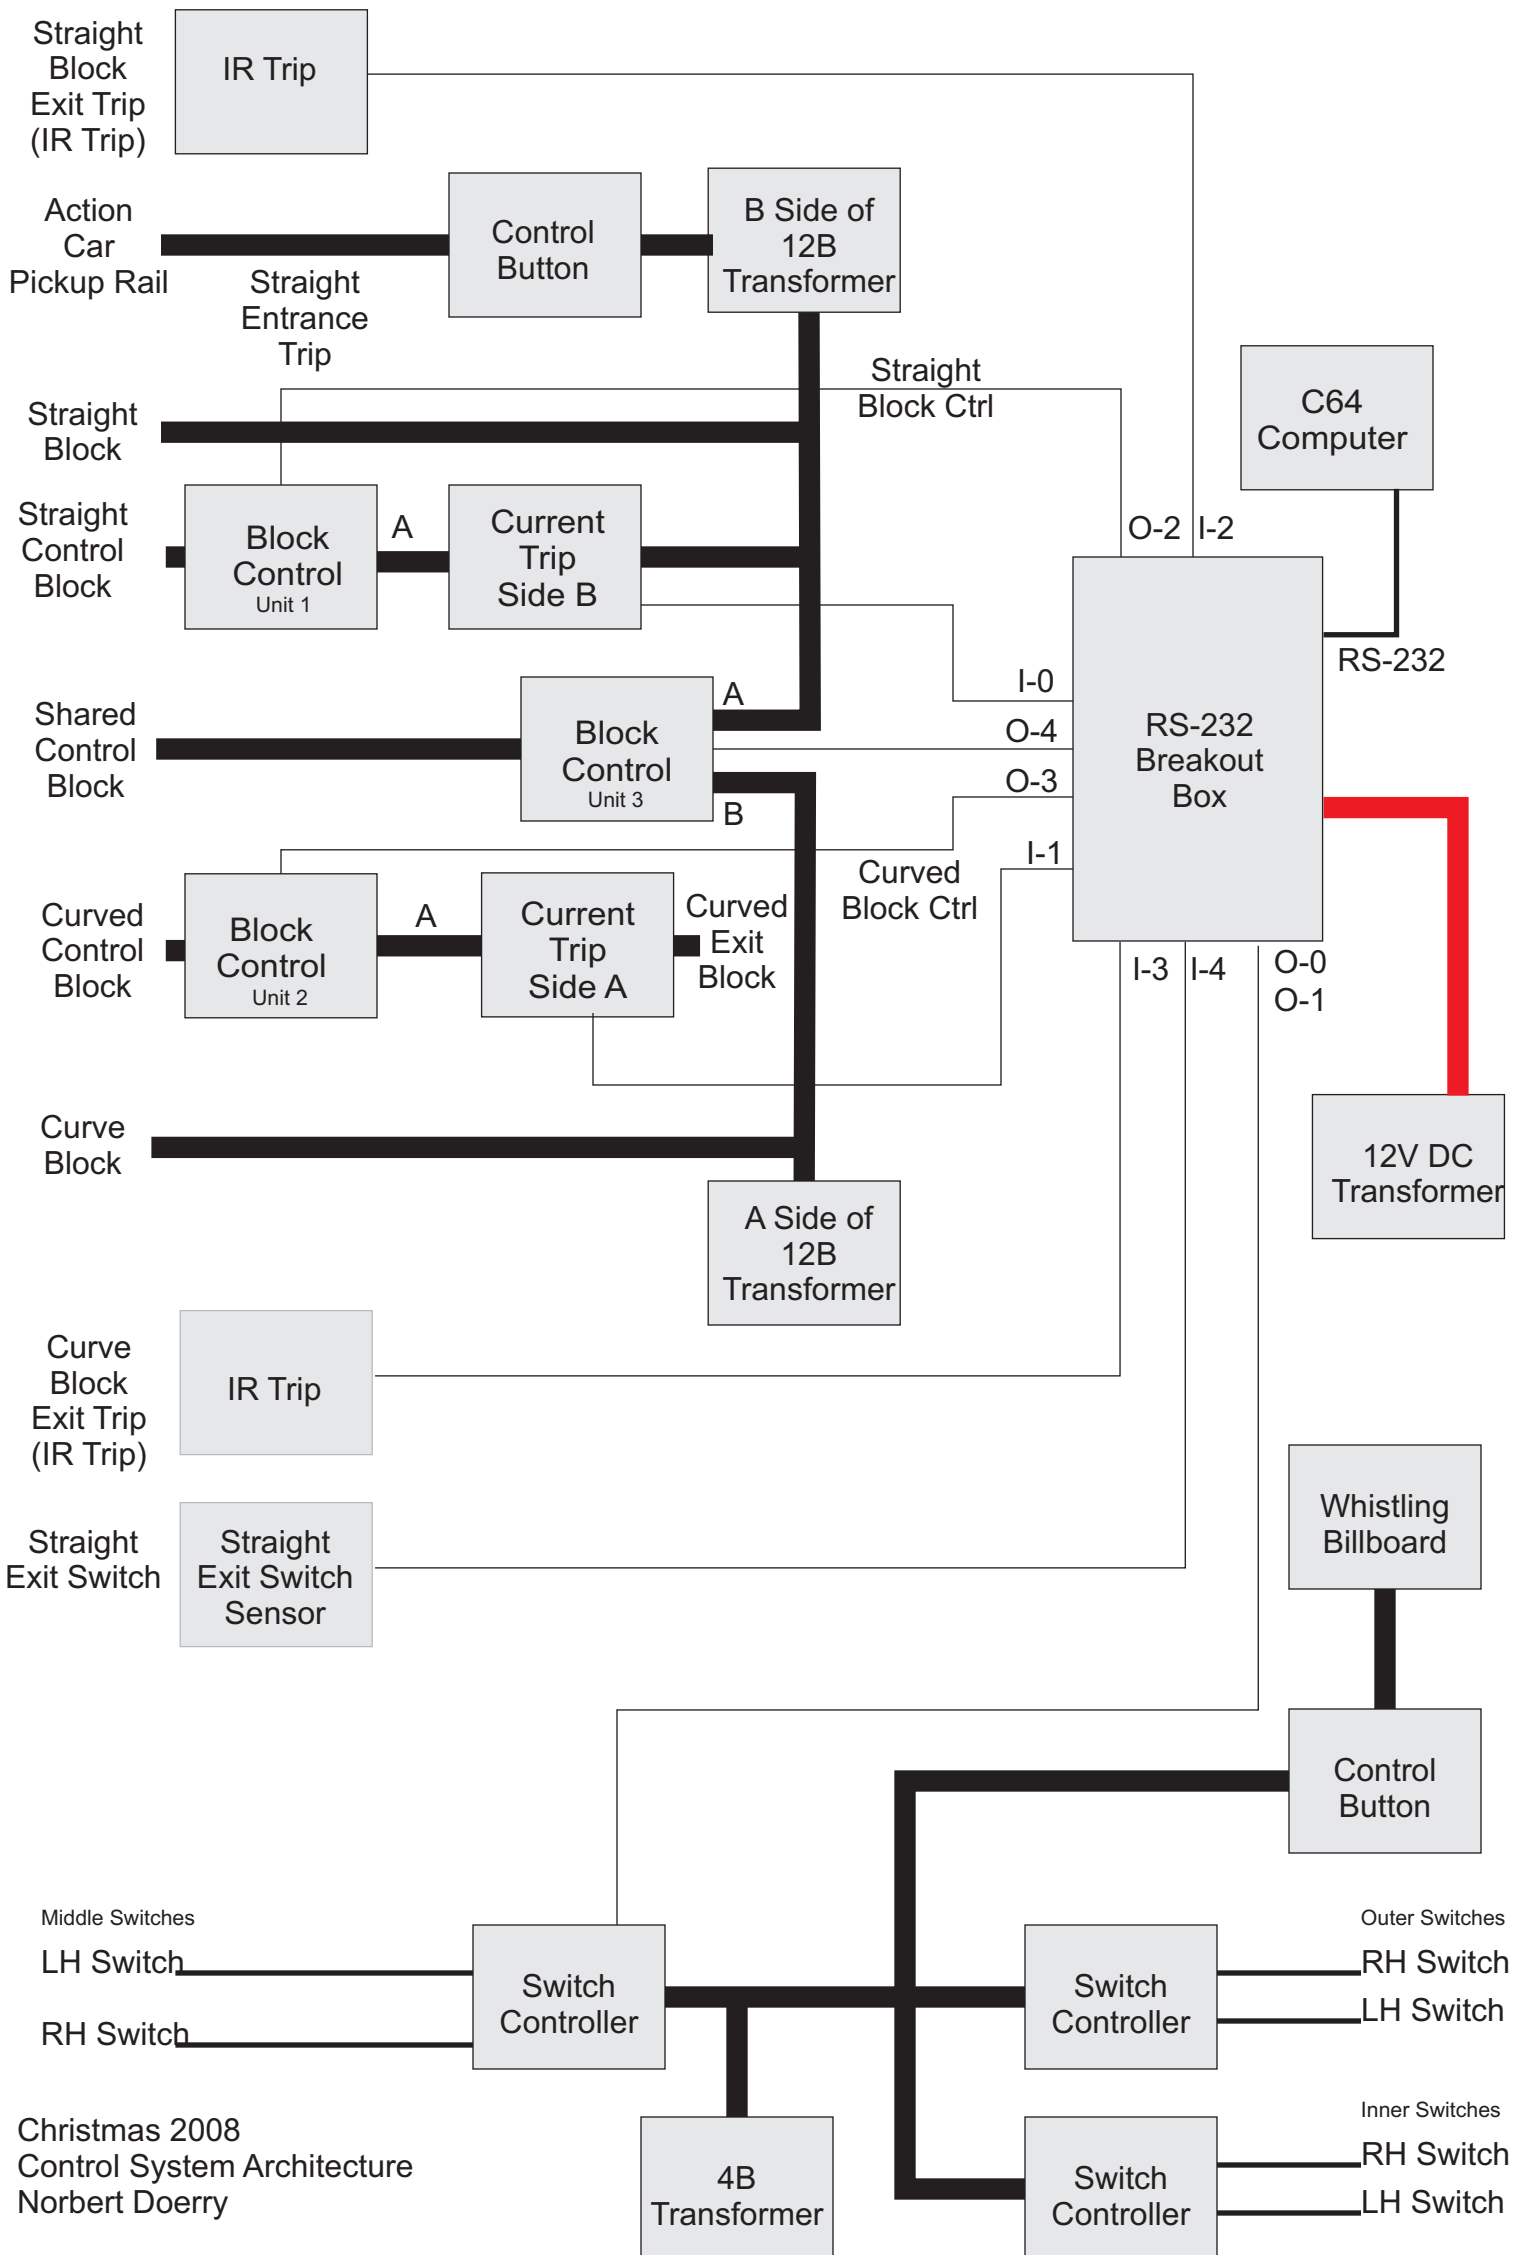 Straight
Block
Exit Trip
(IR Trip)
IR Trip
Action
Car
Pickup Rail
Control
Button
B Side of
12B
Transformer
Straight
Entrance
Trip
Straight
Block Ctrl
C64
Computer
Straight
Block
Straight
Control
Block
Block
Control
Unit 1
A
Current
Trip
Side B
O-2
I-2
RS-232
I-0
O-4
O-3
I-1
RS-232
Breakout
Box
Shared
Control
Block
Block
Control
Unit 3
A
B
Curved
Block Ctrl
Curved
Control
Block
Block
Control
Unit 2
A
Current
Trip
Side A
Curved
Exit
Block
I-3
I-4
O-0
O-1
Curve
Block
12V DC
Transformer
A Side of
12B
Transformer
Curve
Block
Exit Trip
(IR Trip)
IR Trip
Straight
Exit Switch
Straight
Exit Switch
Sensor
Whistling
Billboard
Control
Button
Middle Switches
LH Switch
RH Switch
Switch
Controller
Switch
Controller
Outer Switches
RH Switch
LH Switch
4B
Transformer
Switch
Controller
Inner Switches
RH Switch
LH Switch
Christmas 2008
Control System Architecture
Norbert Doerry